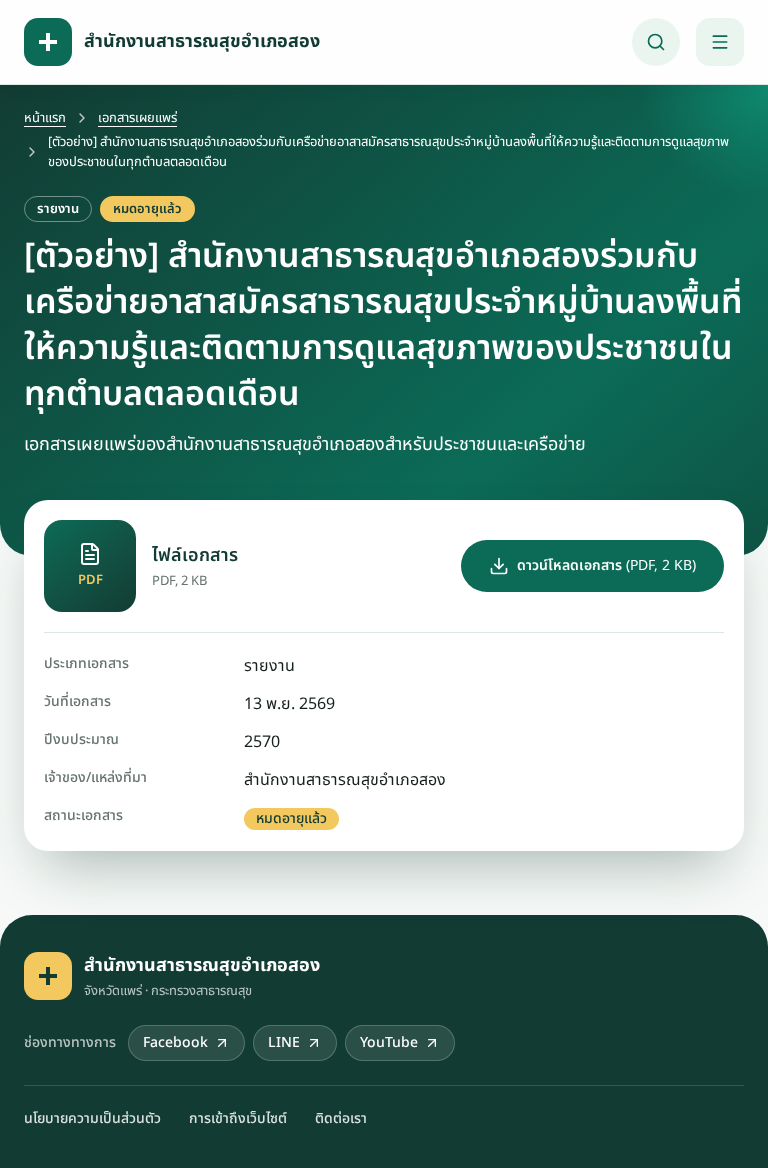 สำนักงานสาธารณสุขอำเภอสอง
หน้าแรก
เอกสารเผยแพร่
[ตัวอย่าง] สำนักงานสาธารณสุขอำเภอสองร่วมกับเครือข่ายอาสาสมัครสาธารณสุขประจำหมู่บ้านลงพื้นที่ให้ความรู้และติดตามการดูแลสุขภาพ
ของประชาชนในทุกตำบลตลอดเดือน
รายงาน
หมดอายุแล้ว
[ตัวอย่าง] สำนักงานสาธารณสุขอำเภอสองร่วมกับ
เครือข่ายอาสาสมัครสาธารณสุขประจำหมู่บ้านลงพื้นที่
ให้ความรู้และติดตามการดูแลสุขภาพของประชาชนใน
ทุกตำบลตลอดเดือน
เอกสารเผยแพร่ของสำนักงานสาธารณสุขอำเภอสองสำหรับประชาชนและเครือข่าย
PDF
ไฟล์เอกสาร
PDF, 2 KB
ดาวน์โหลดเอกสาร (PDF, 2 KB)
ประเภทเอกสาร
รายงาน
วันที่เอกสาร
13 พ.ย. 2569
ปีงบประมาณ
2570
เจ้าของ/แหล่งที่มา
สำนักงานสาธารณสุขอำเภอสอง
สถานะเอกสาร
หมดอายุแล้ว
สำนักงานสาธารณสุขอำเภอสอง
จังหวัดแพร่ · กระทรวงสาธารณสุข
ช่องทางทางการ
Facebook
LINE
YouTube
นโยบายความเป็นส่วนตัว
การเข้าถึงเว็บไซต์
ติดต่อเรา